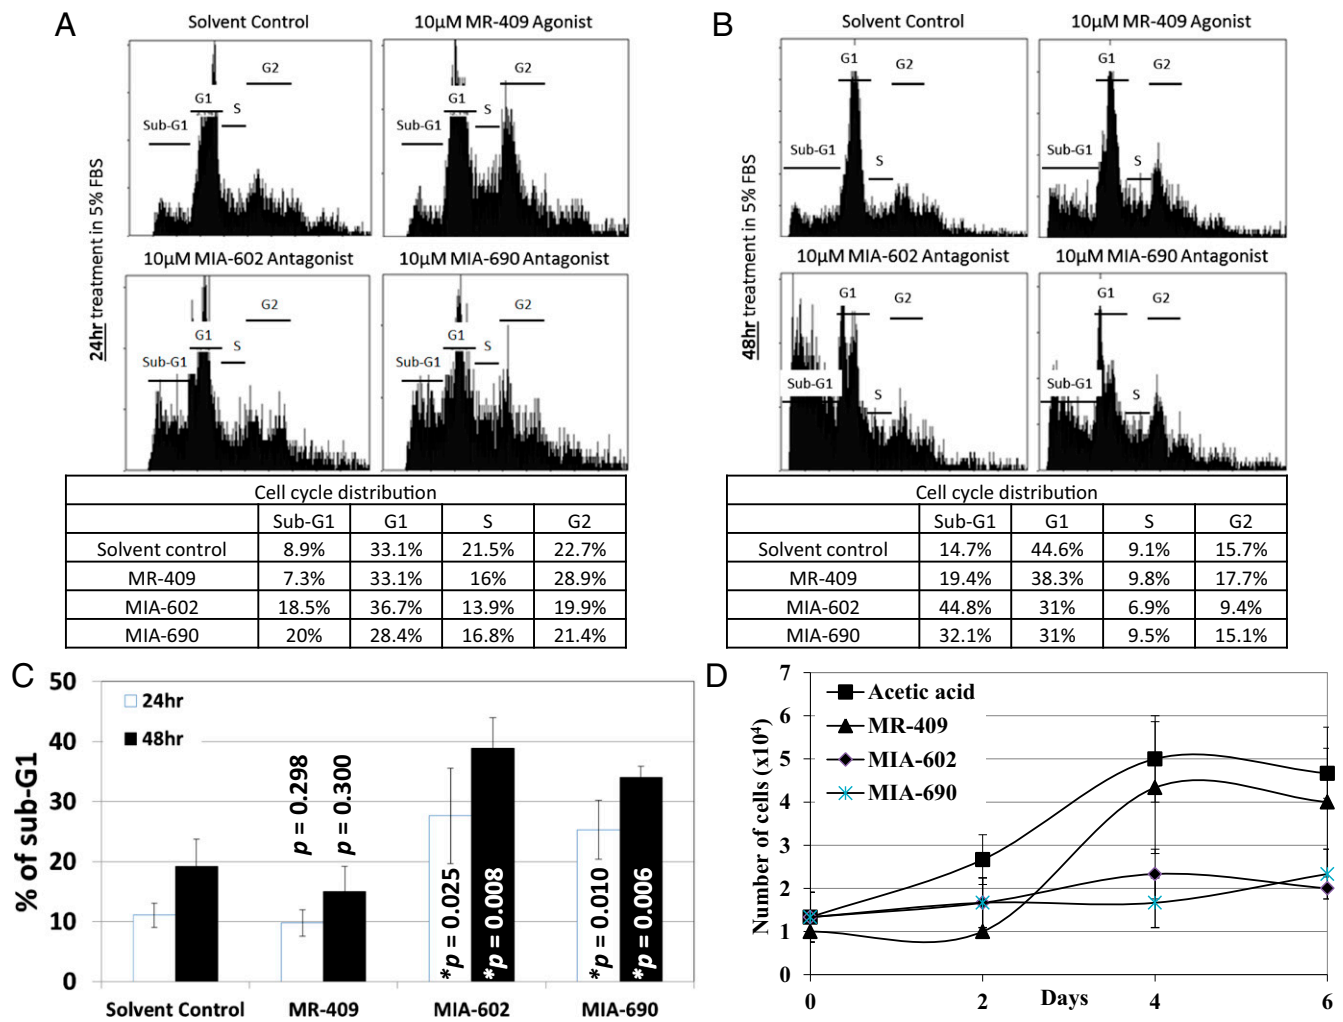 A
Solvent Control
10µM MR-409 Agonist
G2
G1
S
Sub-G1
G2
G1
S
Sub-G1
24hr treatment in 5% FBS
10µM MIA-602 Antagonist
10µM MIA-690 Antagonist
G2
G1
S
Sub-G1
G2
G1
S
Sub-G1
Cell cycle distribution
Sub-G1 G1 S G2
Solvent control 8.9% 33.1% 21.5% 22.7%
MR-409 7.3% 33.1% 16% 28.9%
MIA-602 18.5% 36.7% 13.9% 19.9%
MIA-690 20% 28.4% 16.8% 21.4%
B
Solvent Control
10µM MR-409 Agonist
G1
G2
Sub-G1
S
G1
G2
Sub-G1
S
48hr treatment in 5% FBS
10µM MIA-602 Antagonist
10µM MIA-690 Antagonist
G1
G2
Sub-G1
S
G1
G2
Sub-G1
S
Cell cycle distribution
Sub-G1 G1 S G2
Solvent control 14.7% 44.6% 9.1% 15.7%
MR-409 19.4% 38.3% 9.8% 17.7%
MIA-602 44.8% 31% 6.9% 9.4%
MIA-690 32.1% 31% 9.5% 15.1%
C
% of sub-G1
50
40
30
20
10
0
24hr
48hr
p = 0.298
p = 0.300
*p = 0.025
*p = 0.008
*p = 0.010
*p = 0.006
Solvent Control MR-409 MIA-602 MIA-690
D
Number of cells (x10⁴)
7
6
5
4
3
2
1
0
Acetic acid
MR-409
MIA-602
MIA-690
0 2 4 6
Days